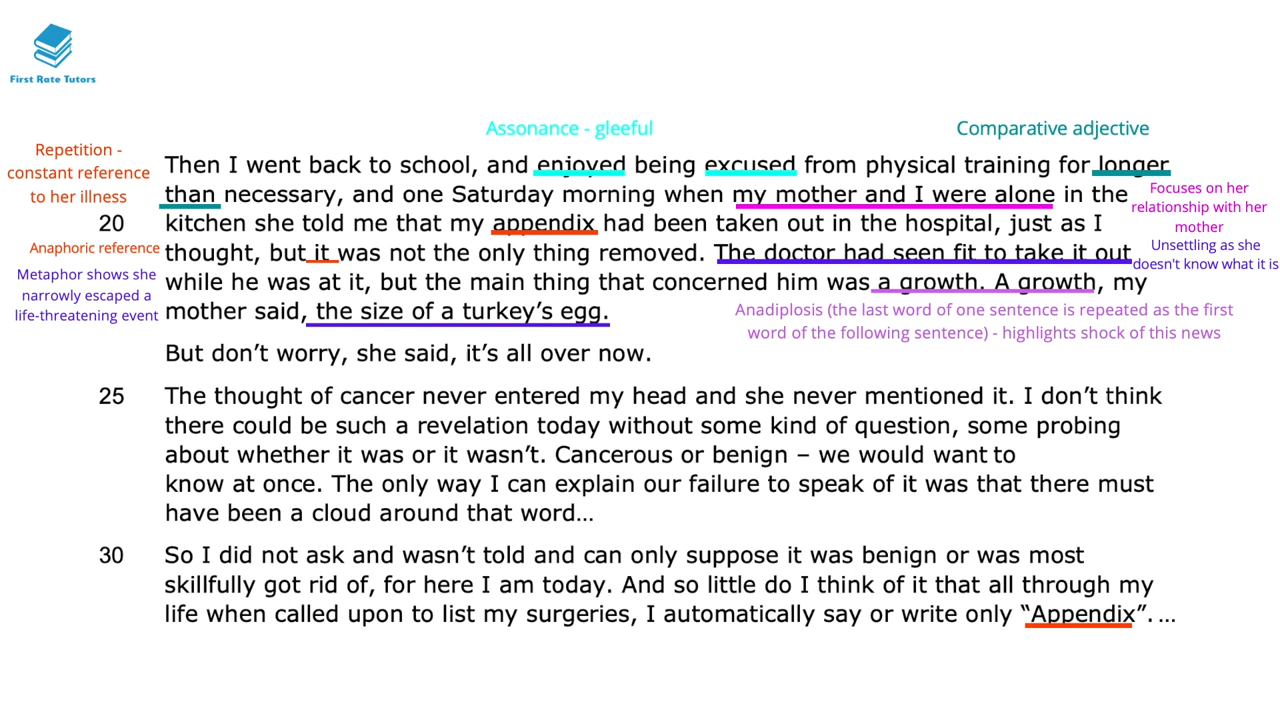 First Rate Tutors
Assonance - gleeful
Comparative adjective
Repetition -
constant reference
to her illness
Then I went back to school, and enjoyed being excused from physical training for longer
than necessary, and one Saturday morning when my mother and I were alone in the
Focuses on her
relationship with her
mother
20 kitchen she told me that my appendix had been taken out in the hospital, just as I
Anaphoric reference
thought, but it was not the only thing removed. The doctor had seen fit to take it out
Unsettling as she
doesn't know what it is
Metaphor shows she
narrowly escaped a
life-threatening event
while he was at it, but the main thing that concerned him was a growth. A growth, my
mother said, the size of a turkey’s egg.
Anadiplosis (the last word of one sentence is repeated as the first
word of the following sentence) - highlights shock of this news
But don’t worry, she said, it’s all over now.
25 The thought of cancer never entered my head and she never mentioned it. I don’t think
there could be such a revelation today without some kind of question, some probing
about whether it was or it wasn’t. Cancerous or benign – we would want to
know at once. The only way I can explain our failure to speak of it was that there must
have been a cloud around that word…
30 So I did not ask and wasn’t told and can only suppose it was benign or was most
skillfully got rid of, for here I am today. And so little do I think of it that all through my
life when called upon to list my surgeries, I automatically say or write only “Appendix”. …